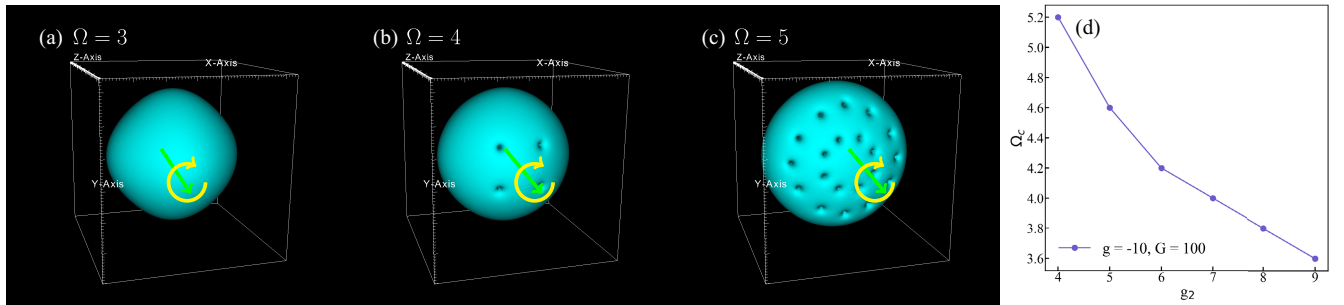 (a) Ω = 3
Z-Axis
X-Axis
Y-Axis
(b) Ω = 4
Z-Axis
X-Axis
Y-Axis
(c) Ω = 5
Z-Axis
X-Axis
Y-Axis
(d)
5.2
5.0
4.8
4.6
4.4
4.2
4.0
3.8
3.6
Ωc
g = -10, G = 100
4 5 6 7 8 9
g₂